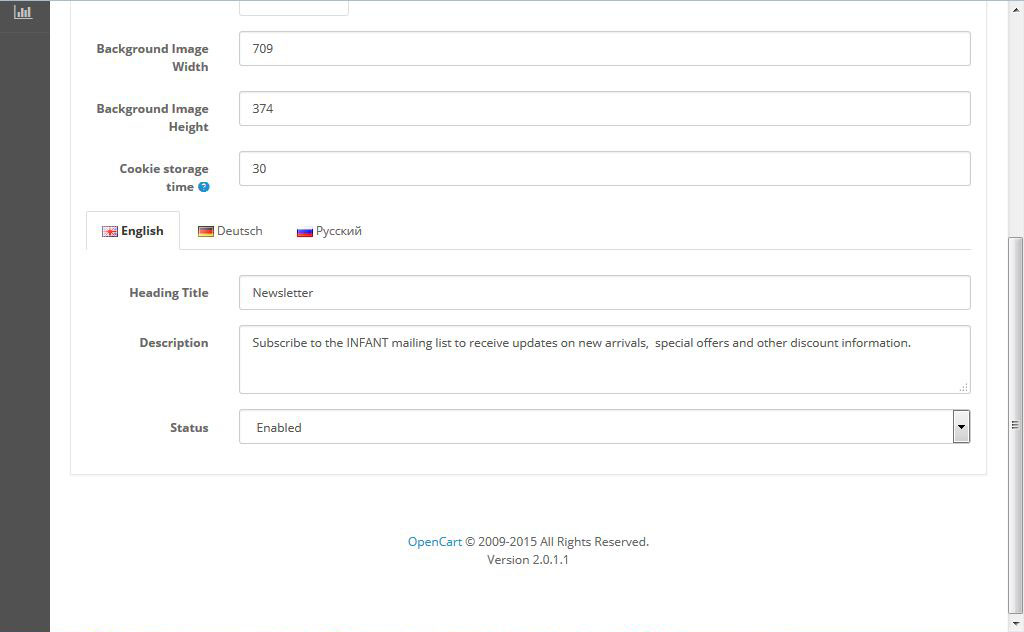 Background Image
Width
709
Background Image
Height
374
Cookie storage
time ?
30
English Deutsch Русский
Heading Title
Newsletter
Description
Subscribe to the INFANT mailing list to receive updates on new arrivals,  special offers and other discount information.
Status
Enabled
OpenCart © 2009-2015 All Rights Reserved.
Version 2.0.1.1